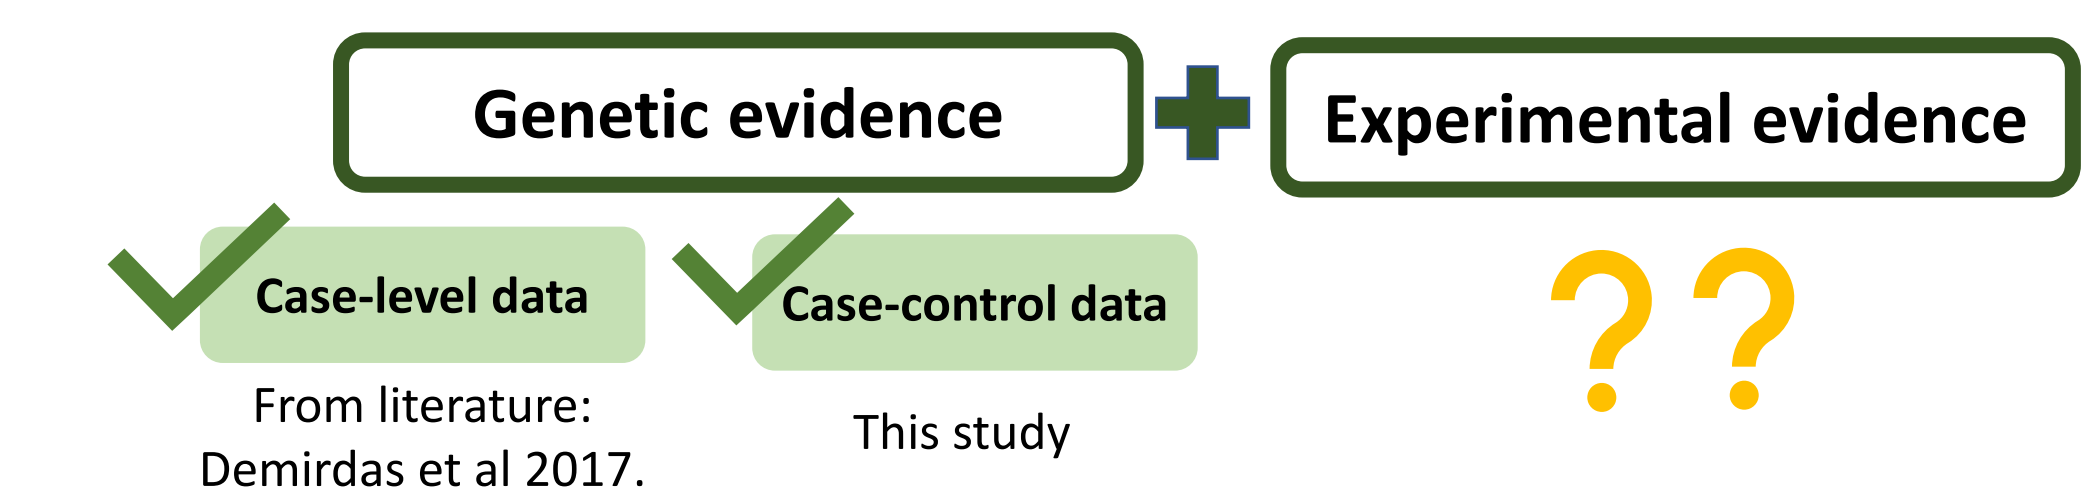 Genetic evidence
Experimental evidence
Case-level data
Case-control data
From literature:
Demirdas et al 2017.
This study
??